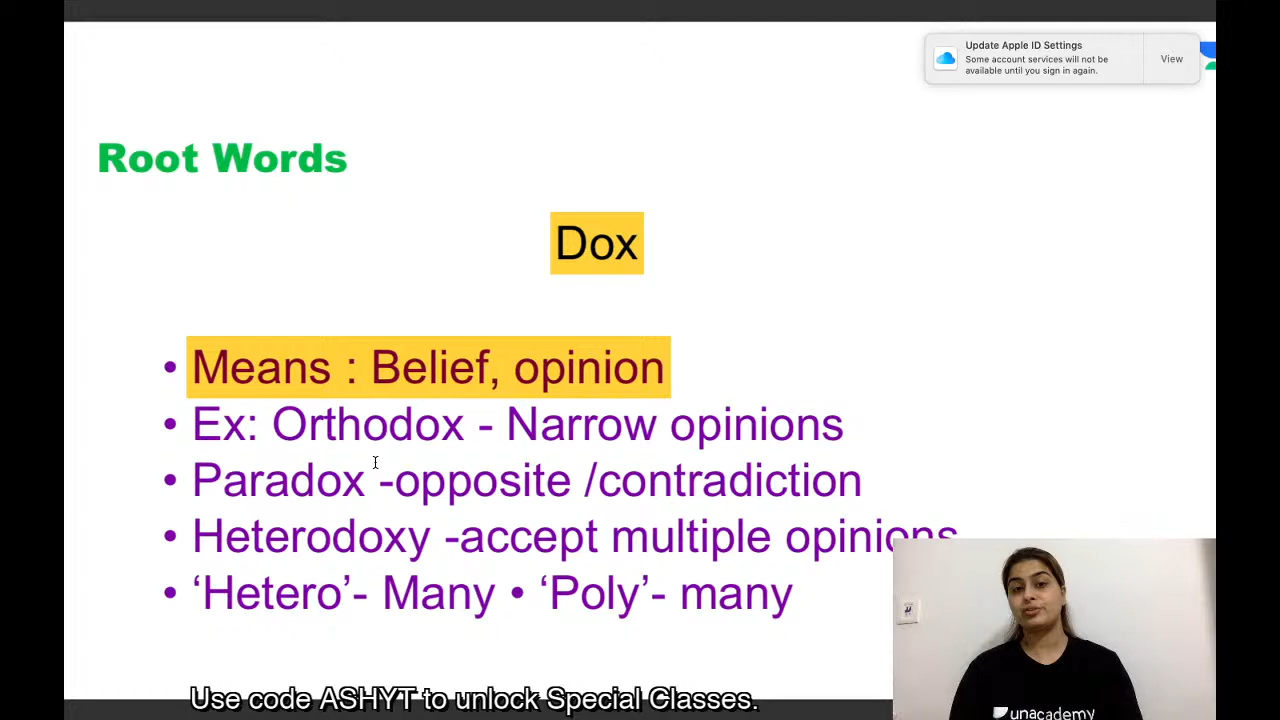 Update Apple ID Settings
Some account services will not be
available until you sign in again.
View
Root Words
Dox
• Means : Belief, opinion
• Ex: Orthodox - Narrow opinions
• Paradox -opposite /contradiction
• Heterodoxy -accept multiple opinions
• ‘Hetero’- Many • ‘Poly’- many
unacademy
Use code ASHYT to unlock Special Classes.